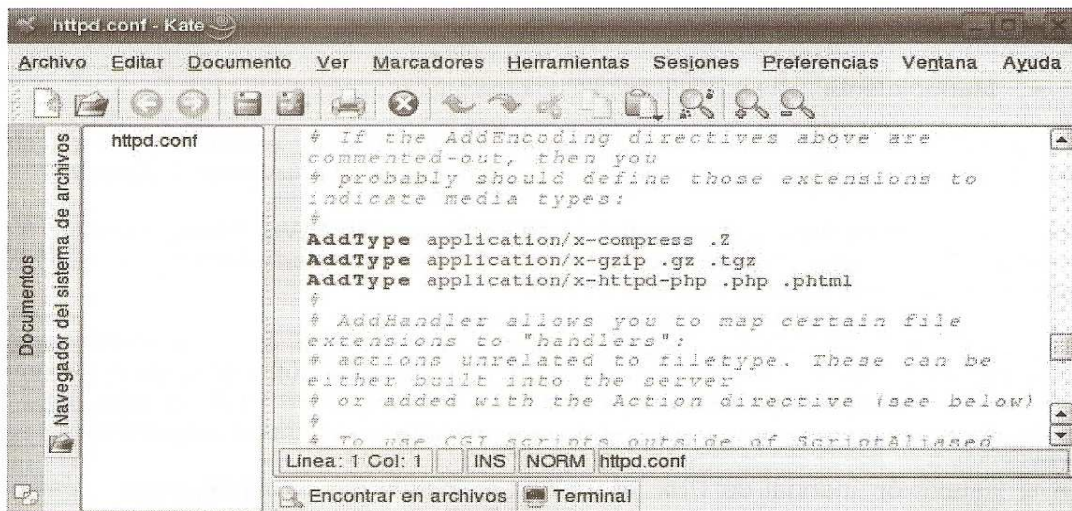 httpd.conf - Kate
Archivo Editar Documento Ver Marcadores Herramientas Sesiones Preferencias Ventana Ayuda
Documentos
Navegador del sistema de archivos
httpd.conf
# If the AddEncoding directives above are
commented-out, then you
# probably should define those extensions to
indicate media types:
#
AddType application/x-compress .Z
AddType application/x-gzip .gz .tgz
AddType application/x-httpd-php .php .phtml
#
# AddHandler allows you to map certain file
extensions to "handlers":
# actions unrelated to filetype. These can be
either built into the server
# or added with the Action directive (see below)
#
# To use CGI scripts outside of ScriptAliased
Línea: 1 Col: 1 INS NORM httpd.conf
Encontrar en archivos Terminal